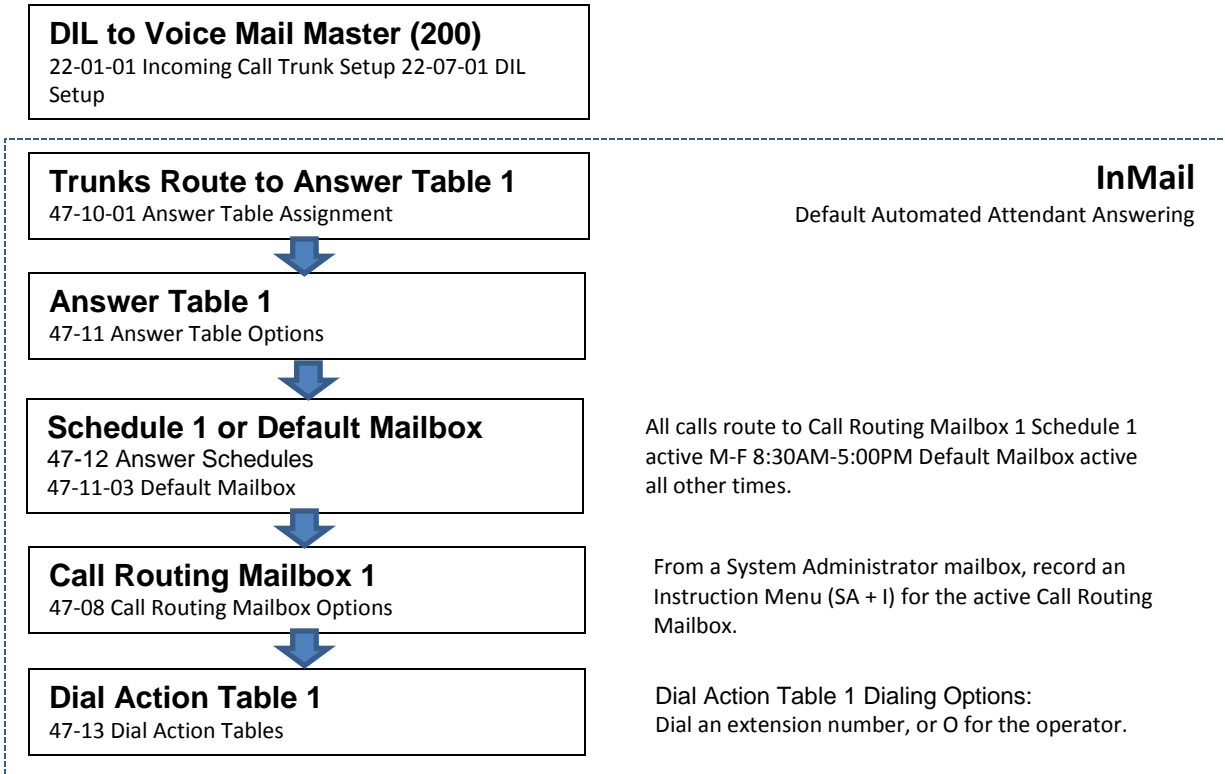 DIL to Voice Mail Master (200)
22-01-01 Incoming Call Trunk Setup 22-07-01 DIL
Setup
Trunks Route to Answer Table 1
47-10-01 Answer Table Assignment
InMail
Default Automated Attendant Answering
Answer Table 1
47-11 Answer Table Options
Schedule 1 or Default Mailbox
47-12 Answer Schedules
47-11-03 Default Mailbox
All calls route to Call Routing Mailbox 1 Schedule 1
active M-F 8:30AM-5:00PM Default Mailbox active
all other times.
Call Routing Mailbox 1
47-08 Call Routing Mailbox Options
From a System Administrator mailbox, record an
Instruction Menu (SA + I) for the active Call Routing
Mailbox.
Dial Action Table 1
47-13 Dial Action Tables
Dial Action Table 1 Dialing Options:
Dial an extension number, or O for the operator.